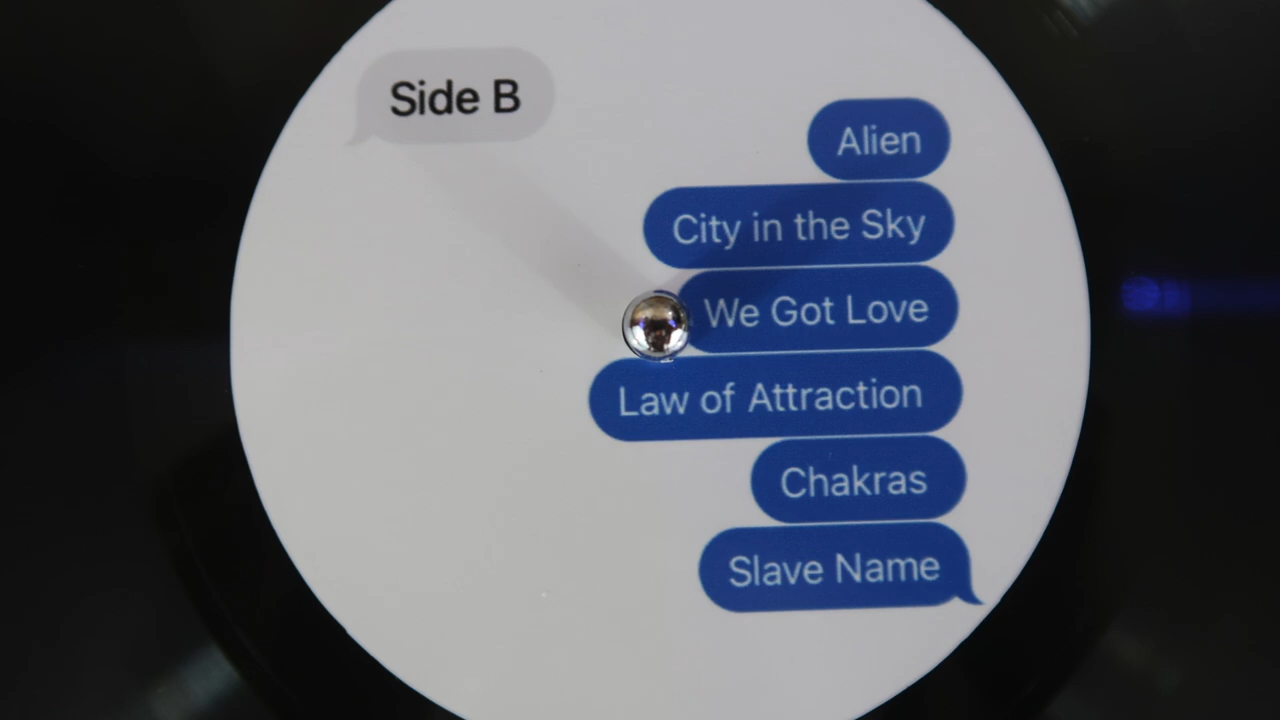 Side B
Alien
City in the Sky
We Got Love
Law of Attraction
Chakras
Slave Name